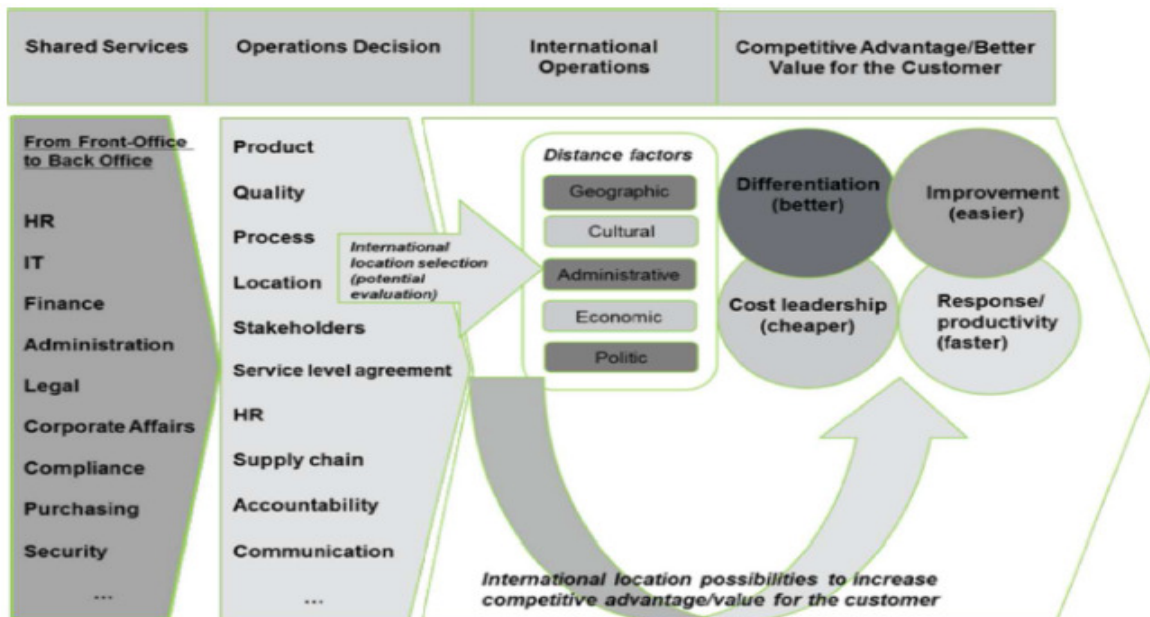 Shared Services
Operations Decision
International
Operations
Competitive Advantage/Better
Value for the Customer
From Front-Office
to Back Office
HR
IT
Finance
Administration
Legal
Corporate Affairs
Compliance
Purchasing
Security
...
Product
Quality
Process
Location
Stakeholders
Service level agreement
HR
Supply chain
Accountability
Communication
...
International
location selection
(potential
evaluation)
Distance factors
Geographic
Cultural
Administrative
Economic
Politic
Differentiation
(better)
Improvement
(easier)
Cost leadership
(cheaper)
Response/
productivity
(faster)
International location possibilities to increase
competitive advantage/value for the customer